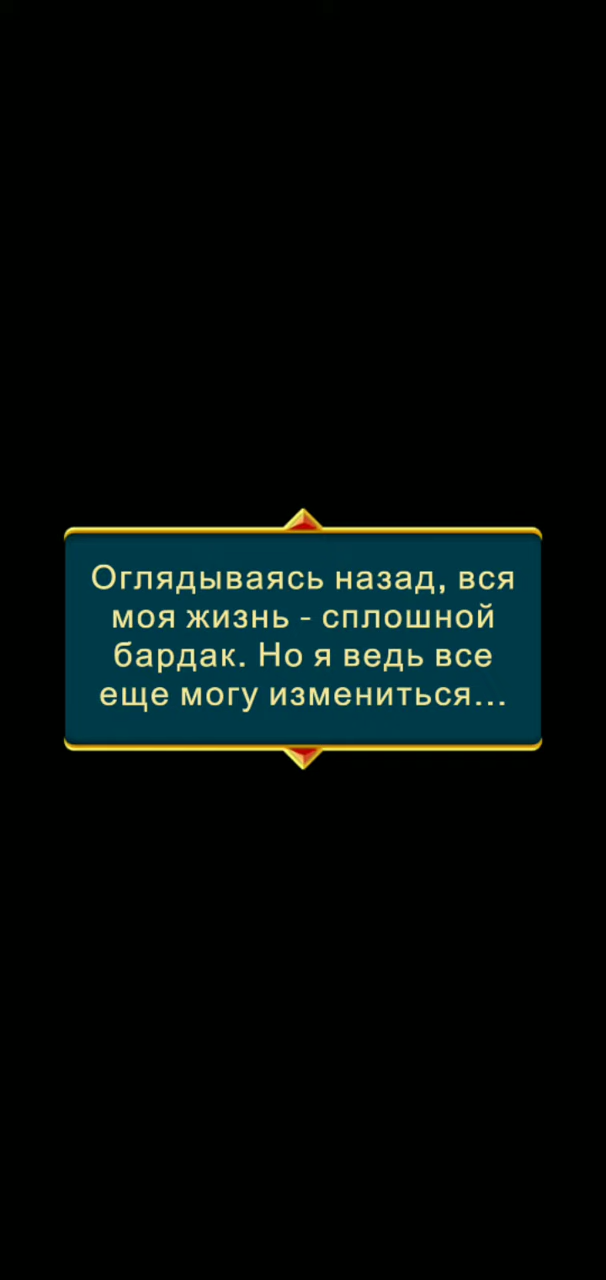 Оглядываясь назад, вся
моя жизнь - сплошной
бардак. Но я ведь все
еще могу измениться...